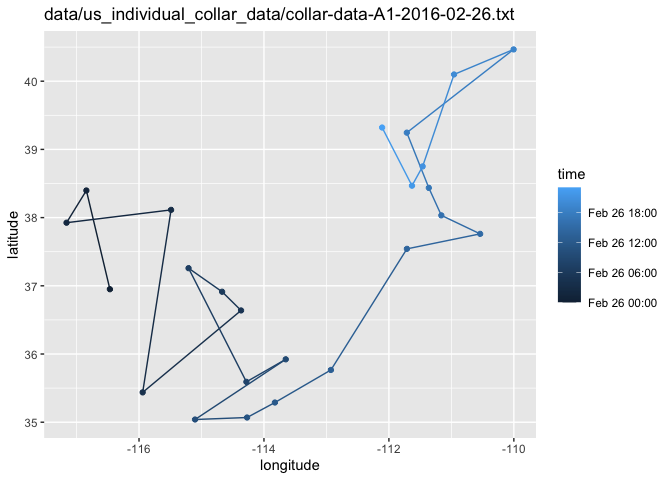 data/us_individual_collar_data/collar-data-A1-2016-02-26.txt
40
39
38
37
36
35
latitude
-116
-114
-112
-110
longitude
time
Feb 26 18:00
Feb 26 12:00
Feb 26 06:00
Feb 26 00:00